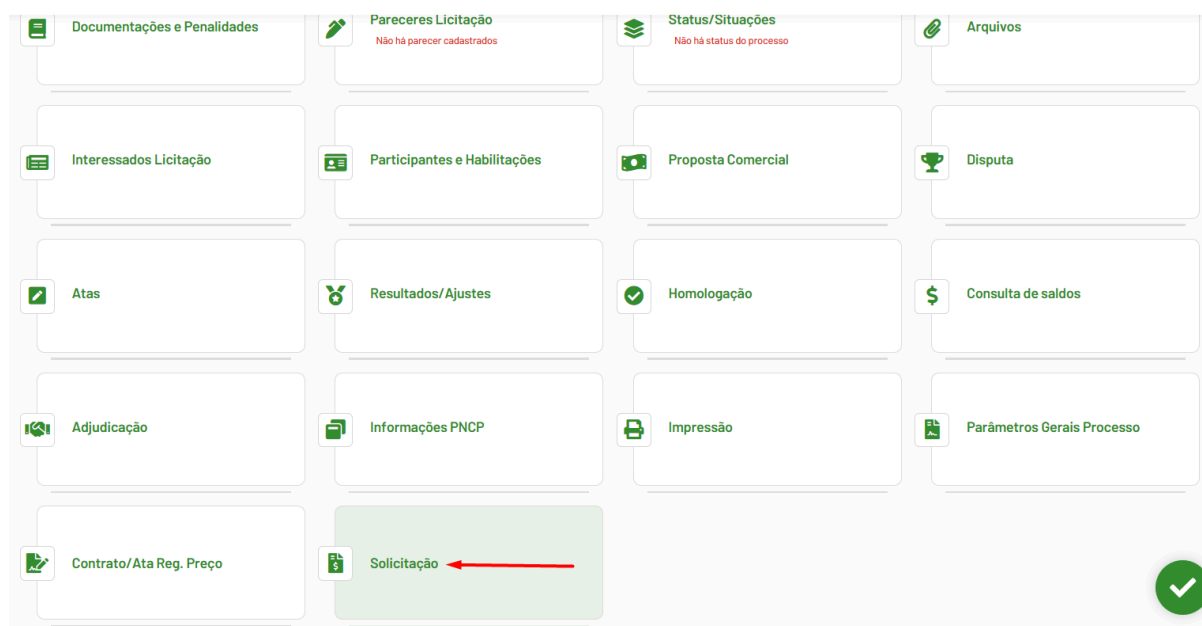 Documentações e Penalidades
Pareceres Licitação
Não há parecer cadastrados
Status/Situações
Não há status do processo
Arquivos
Interessados Licitação
Participantes e Habilitações
Proposta Comercial
Disputa
Atas
Resultados/Ajustes
Homologação
Consulta de saldos
Adjudicação
Informações PNCP
Impressão
Parâmetros Gerais Processo
Contrato/Ata Reg. Preço
Solicitação